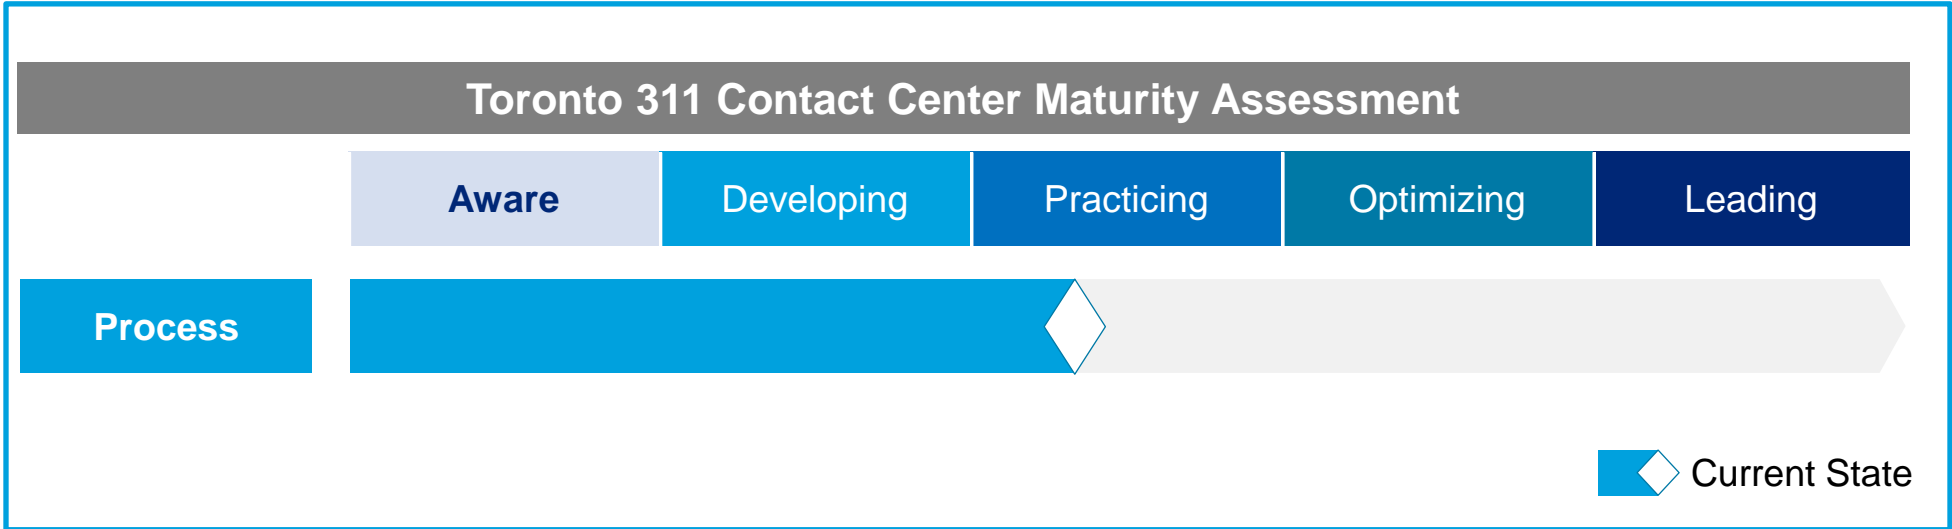 Toronto 311 Contact Center Maturity Assessment
Aware Developing Practicing Optimizing Leading
Process
Current State